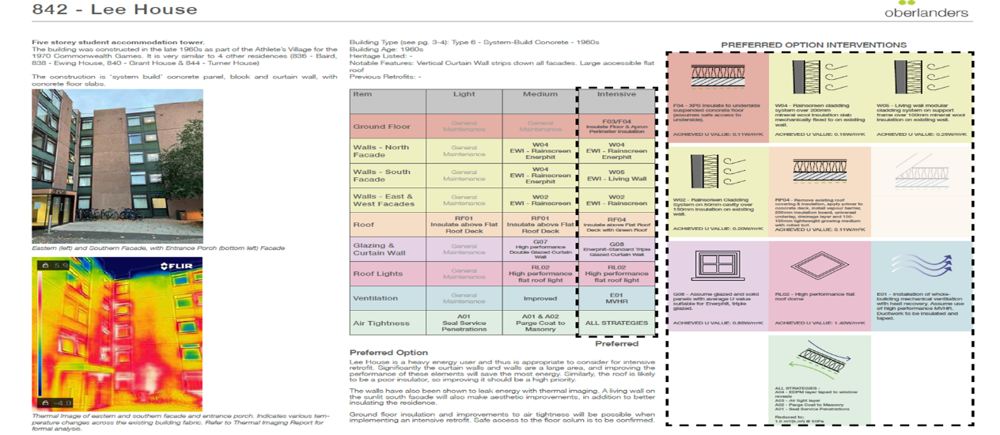 842 - Lee House
oberlanders
Five storey student accommodation tower.
The building was constructed in the late 1960s as part of the Athlete's Village for the
1970 Commonwealth Games. It is very similar to 4 other residences (836 - Baird,
838 - Ewing House, 840 - Grant House & 844 - Turner House)
The construction is 'system build' concrete panel, block and curtain wall, with
concrete floor slabs.
Eastern (left) and Southern Facade, with Entrance Porch (bottom left) Facade
5.9
FLIR
-4.0
Thermal Image of eastern and southern facade and entrance porch. Indicates various tem-
perature changes across the existing building fabric. Refer to Thermal Imaging Report for
formal analysis.
Building Type (see pg. 3-4): Type 6 - System-Build Concrete - 1960s
Building Age: 1960s
Heritage Listed: -
Notable Features: Vertical Curtain Wall strips down all facades. Large accessible flat
roof
Previous Retrofits: -
Item Light Medium Intensive
Ground Floor
General
Maintenance
General
Maintenance
F03/F04
Insulate Floor & Apron
Perimeter Insulation
Walls - North
Facade
General
Maintenance
W04
EWI - Rainscreen
Enerphit
W04
EWI - Rainscreen
Enerphit
Walls - South
Facade
General
Maintenance
W04
EWI - Rainscreen
Enerphit
W05
EWI - Living Wall
Walls - East &
West Facades
General
Maintenance
W02
EWI - Rainscreen
W02
EWI - Rainscreen
Roof
RF01
Insulate above Flat
Roof Deck
RF01
Insulate above Flat
Roof Deck
RF04
Insulate above Flat Roof
Deck with Green Roof
Glazing &
Curtain Wall
General
Maintenance
G07
High performance
Double Glazed Curtain
Wall
G08
Enerphit-Standard Triple
Glazed Curtain Wall
Roof Lights
General
Maintenance
RL02
High performance
flat roof light
RL02
High performance
flat roof light
Ventilation
General
Maintenance
Improved
E01
MVHR
Air Tightness
A01
Seal Service
Penetrations
A01 & A02
Parge Coat to
Masonry
ALL STRATEGIES
Preferred
Preferred Option
Lee House is a heavy energy user and thus is appropriate to consider for intensive
retrofit. Significantly the curtain walls and walls are a large area, and improving the
performance of these elements will save the most energy. Similarly, the roof is likely
to be a poor insulator, so improving it should be a high priority.
The walls have also been shown to leak energy with thermal imaging. A living wall on
the sunlit south facade will also make aesthetic improvements, in addition to better
insulating the residence.
Ground floor insulation and improvements to air tightness will be possible when
implementing an intensive retrofit. Safe access to the floor solum is to be confirmed.
PREFERRED OPTION INTERVENTIONS
F04 - XPS insulate to underside
suspended concrete floor
(assumes safe access to
underside).
ACHIEVED U VALUE: 0.11W/m²K
W04 - Rainscreen cladding
system over 200mm
mineral wool insulation slab
mechanically fixed to on existing
wall.
ACHIEVED U VALUE: 0.15W/m²K
W05 - Living wall modular
cladding system on support
frame over 100mm mineral wool
insulation on existing wall.
ACHIEVED U VALUE: 0.25W/m²K
W02 - Rainscreen Cladding
System on 50mm cavity over
150mm insulation on existing
wall.
ACHIEVED U VALUE: 0.20W/m²K
RF04 - Remove existing roof
covering & insulation, apply primer to
concrete deck, install vapour barrier,
200mm insulation board, universal
underlay, drainage layer and 100-
150mm lightweight growing medium
with rolled turf.
ACHIEVED U VALUE: 0.11W/m²K
G08 - Assume glazed and solid
panels with average U value
suitable for Enerphit, triple
glazed.
ACHIEVED U VALUE: 0.85W/m²K
RL02 - High performance flat
roof dome
ACHIEVED U VALUE: 1.40W/m²K
E01 - Installation of whole-
building mechanical ventilation
with heat recovery. Assume use
of high performance MVHR.
Ductwork to be insulated and
taped.
ALL STRATEGIES -
A04 - EDPM layer taped to window
reveals
A03 - Air tight layer
A02 - Parge Coat to Masonry
A01 - Seal Service Penetrations
Reduced to:
1.0 m³/(h.m²) @ 50Pa